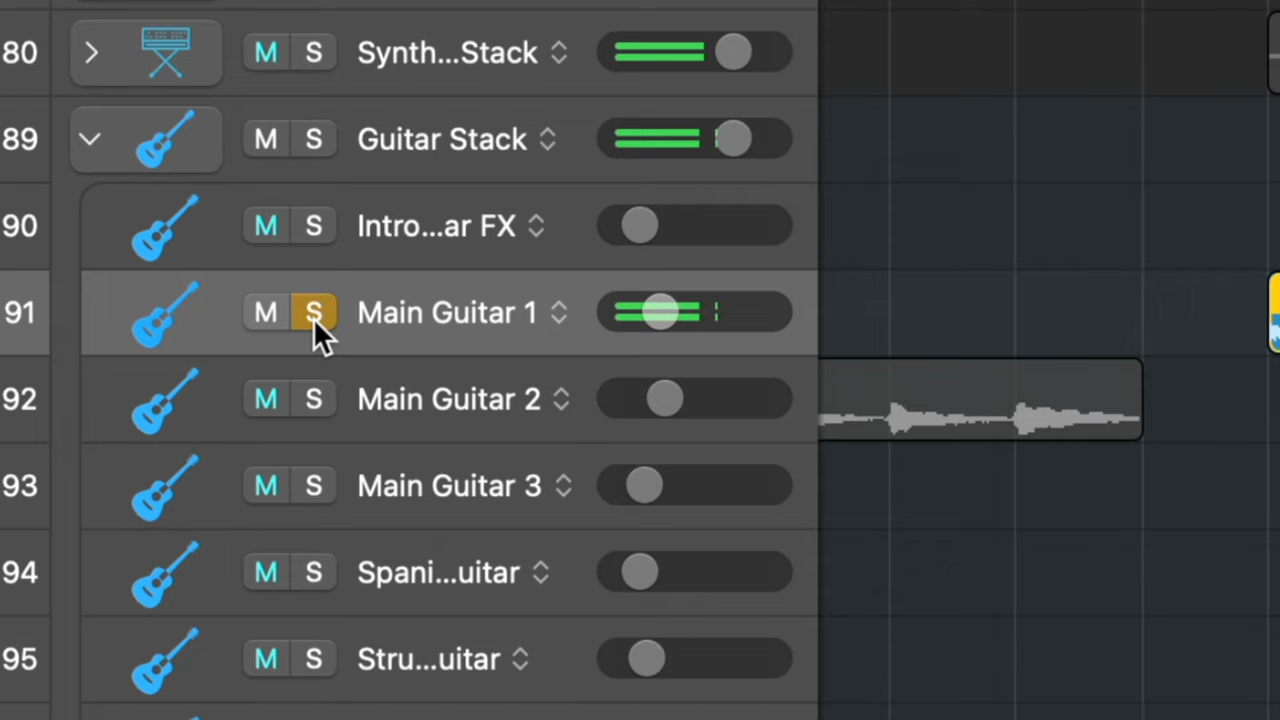 80 M S Synth...Stack
89 M S Guitar Stack
90 M S Intro...ar FX
91 M S Main Guitar 1
92 M S Main Guitar 2
93 M S Main Guitar 3
94 M S Spani...uitar
95 M S Stru...uitar